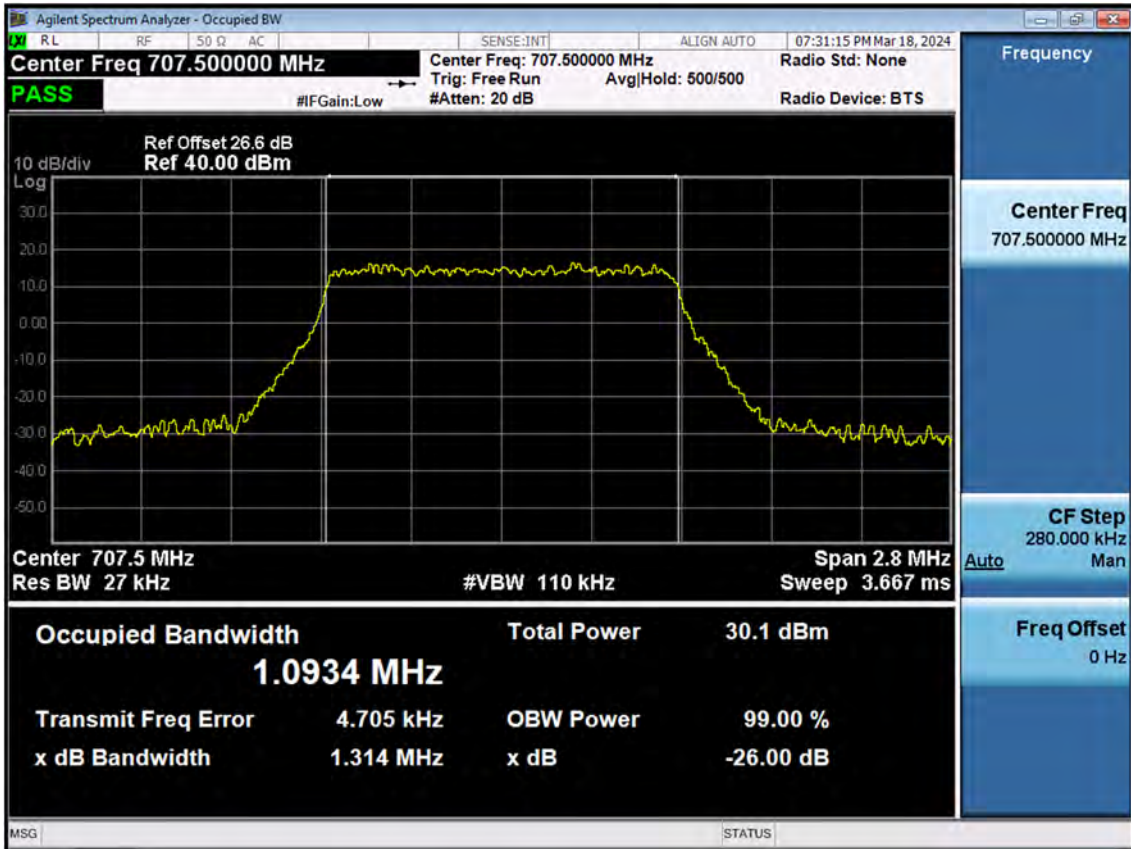 Agilent Spectrum Analyzer - Occupied BW
LXI RL RF 50 Ω AC SENSE:INT ALIGN AUTO 07:31:15 PM Mar 18, 2024
Center Freq 707.500000 MHz
Center Freq: 707.500000 MHz
Radio Std: None
Trig: Free Run Avg|Hold: 500/500
PASS
#IFGain:Low
#Atten: 20 dB
Radio Device: BTS
Ref Offset 26.6 dB
10 dB/div Ref 40.00 dBm
Log
30.0
20.0
10.0
0.00
-10.0
-20.0
-30.0
-40.0
-50.0
Center 707.5 MHz Span 2.8 MHz
Res BW 27 kHz #VBW 110 kHz Sweep 3.667 ms
Occupied Bandwidth Total Power 30.1 dBm
1.0934 MHz
Transmit Freq Error 4.705 kHz OBW Power 99.00 %
x dB Bandwidth 1.314 MHz x dB -26.00 dB
MSG STATUS
Frequency
Center Freq
707.500000 MHz
CF Step
280.000 kHz
Auto Man
Freq Offset
0 Hz